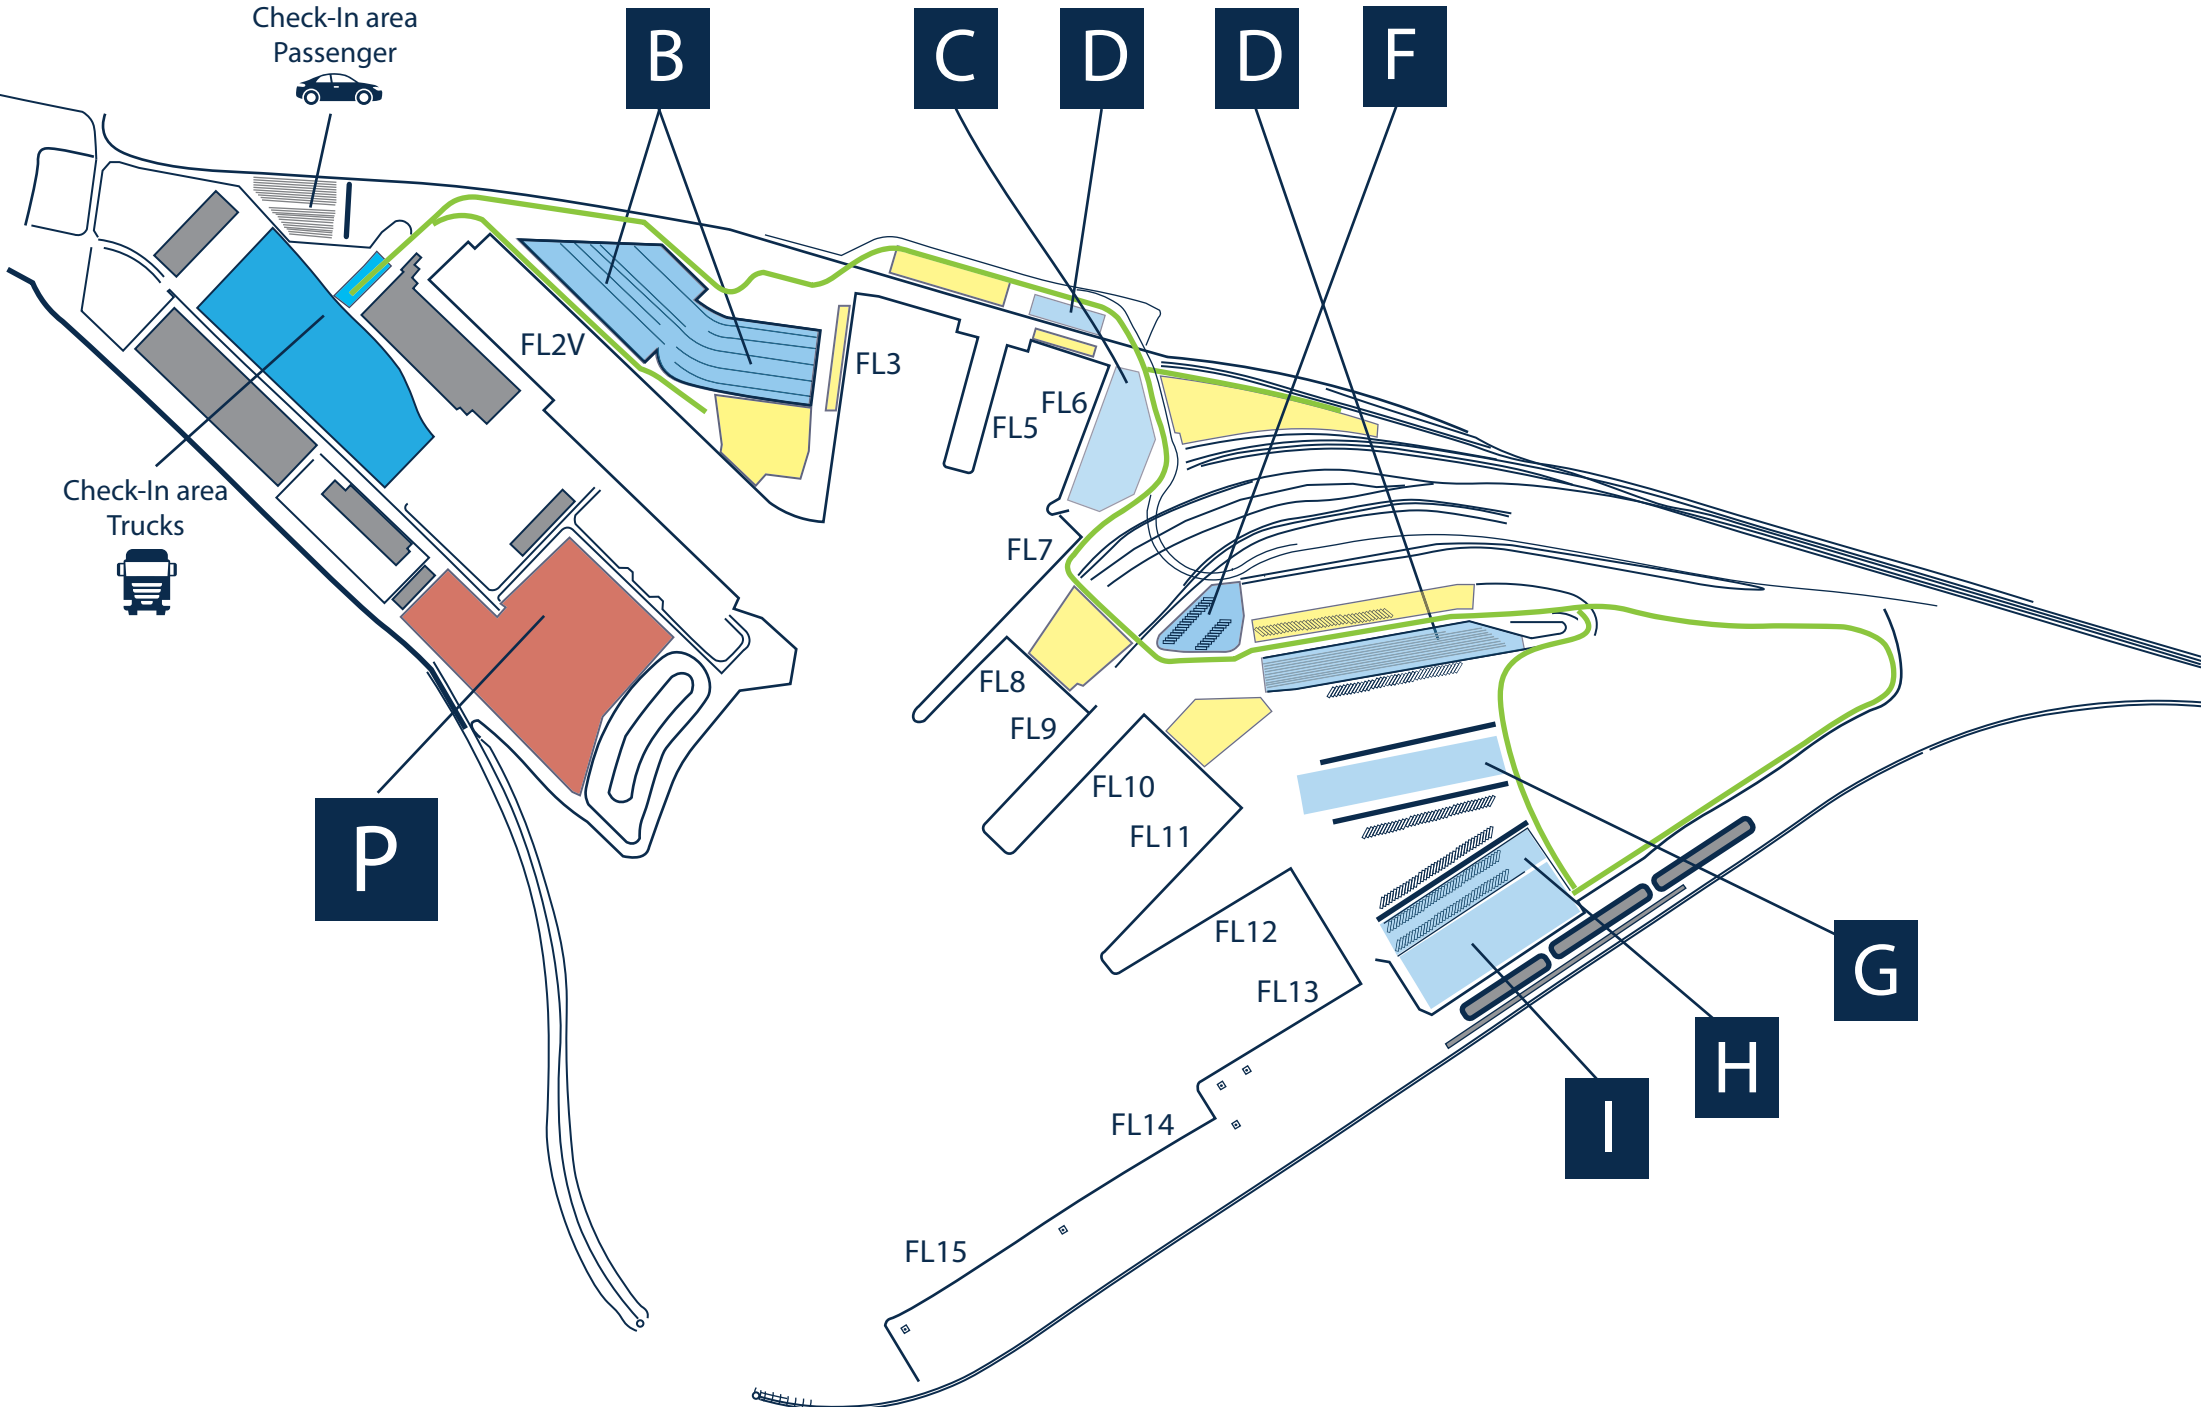 Check-In area
Passenger
B
C
D
D
F
FL2V
FL3
FL6
FL5
Check-In area
Trucks
FL7
FL8
FL9
FL10
FL11
P
FL12
FL13
G
H
I
FL14
FL15